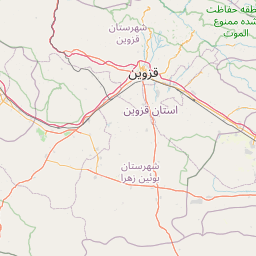 منطقه حفاظت
شده ممنوع
الموت
شهرستان
قزوین
قزوین
استان قزوین
شهرستان
بوئین زهرا